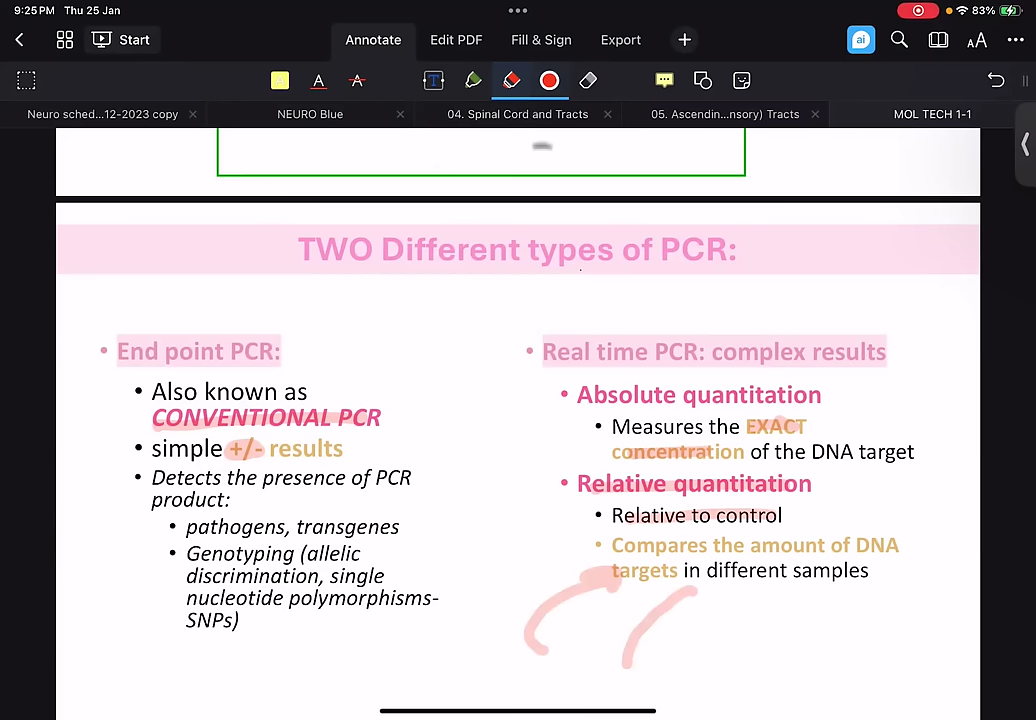 9:25 PM Thu 25 Jan
83%
Start
Annotate
Edit PDF
Fill & Sign
Export
ai
AA
T
A
A
Neuro sched...12-2023 copy
NEURO Blue
04. Spinal Cord and Tracts
05. Ascendin...nsory) Tracts
MOL TECH 1-1
TWO Different types of PCR:
• End point PCR:
• Also known as
CONVENTIONAL PCR
• simple +/- results
• Detects the presence of PCR
product:
• pathogens, transgenes
• Genotyping (allelic
discrimination, single
nucleotide polymorphisms-
SNPs)
• Real time PCR: complex results
• Absolute quantitation
• Measures the EXACT
concentration of the DNA target
• Relative quantitation
• Relative to control
• Compares the amount of DNA
targets in different samples